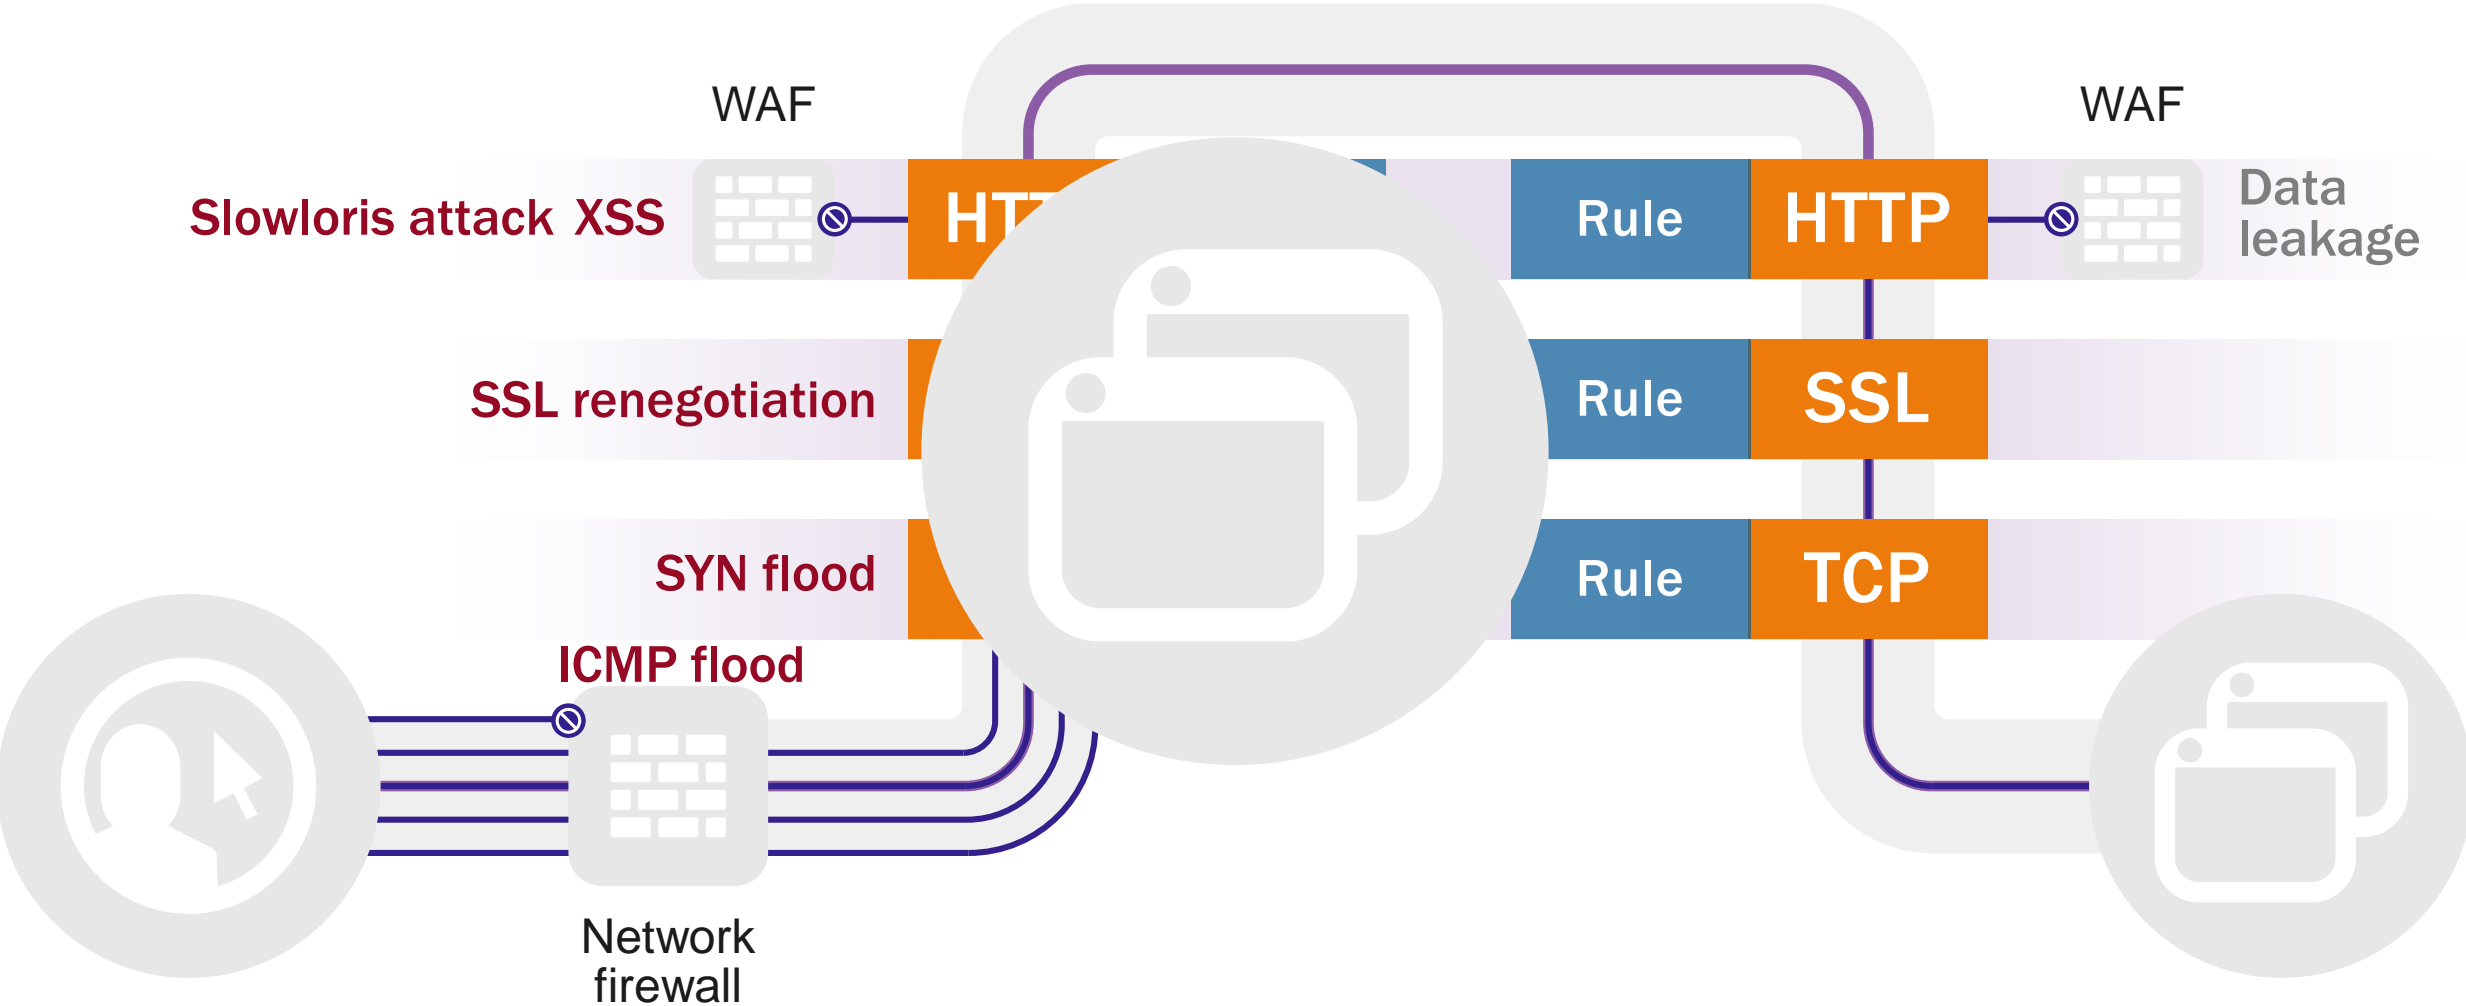 WAF
WAF
Slowloris attack XSS
HT
Rule
HTTP
Data
leakage
SSL renegotiation
Rule
SSL
SYN flood
Rule
TCP
ICMP flood
Network
firewall